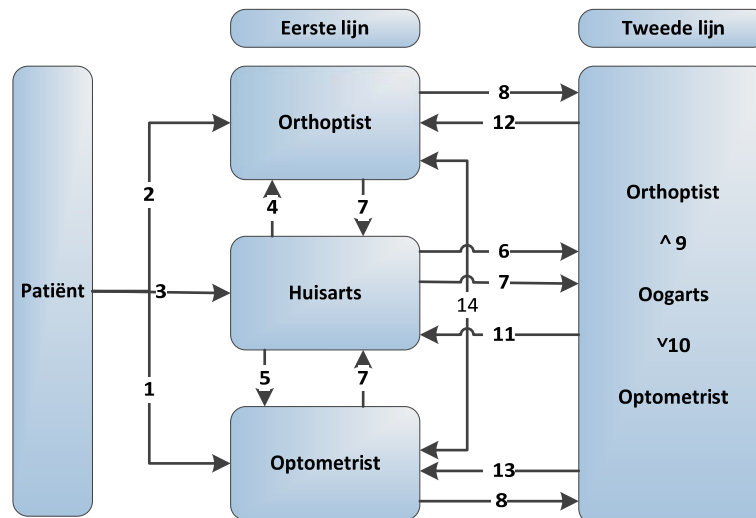 Eerste lijn
Tweede lijn
Orthoptist
8
12
2
4
7
Orthoptist
^ 9
Patiënt
3
Huisarts
6
7
14
11
Oogarts
˅10
1
5
7
Optometrist
Optometrist
13
8